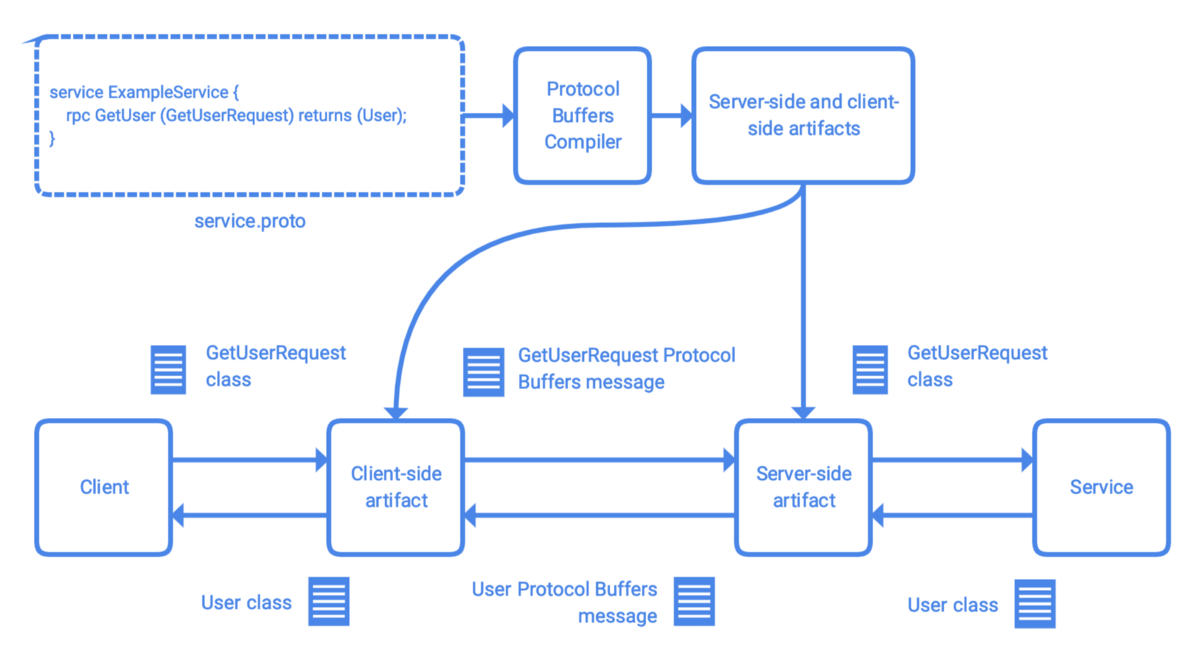 service ExampleService {
rpc GetUser (GetUserRequest) returns (User);
}
service.proto
Protocol
Buffers
Compiler
Server-side and client-
side artifacts
GetUserRequest
class
GetUserRequest Protocol
Buffers message
GetUserRequest
class
Client
Client-side
artifact
Server-side
artifact
Service
User class
User Protocol Buffers
message
User class